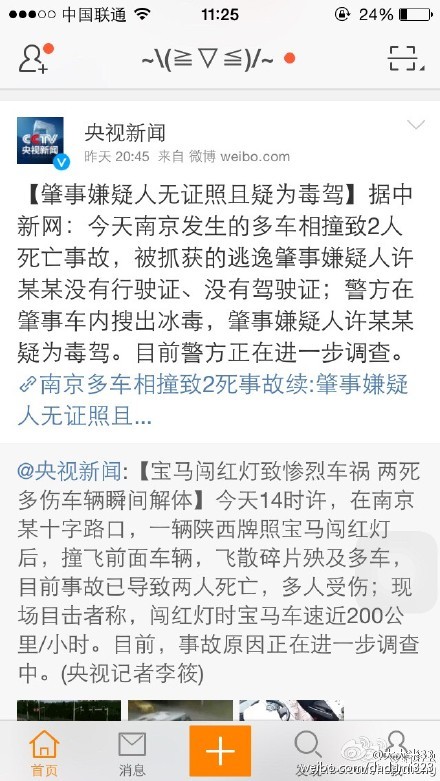 中国联通 11:25 24%
~\(≧▽≦)/~
CCTV
央视新闻
央视新闻
昨天 20:45 来自 微博 weibo.com
【肇事嫌疑人无证照且疑为毒驾】据中
新网：今天南京发生的多车相撞致2人
死亡事故，被抓获的逃逸肇事嫌疑人许
某某没有行驶证、没有驾驶证；警方在
肇事车内搜出冰毒，肇事嫌疑人许某某
疑为毒驾。目前警方正在进一步调查。
南京多车相撞致2死事故续:肇事嫌疑
人无证照且...
@央视新闻:【宝马闯红灯致惨烈车祸 两死
多伤车辆瞬间解体】今天14时许，在南京
某十字路口，一辆陕西牌照宝马闯红灯
后，撞飞前面车辆，飞散碎片殃及多车，
目前事故已导致两人死亡，多人受伤；现
场目击者称，闯红灯时宝马车速近200公
里/小时。目前，事故原因正在进一步调查
中。(央视记者李筱)
首页
消息